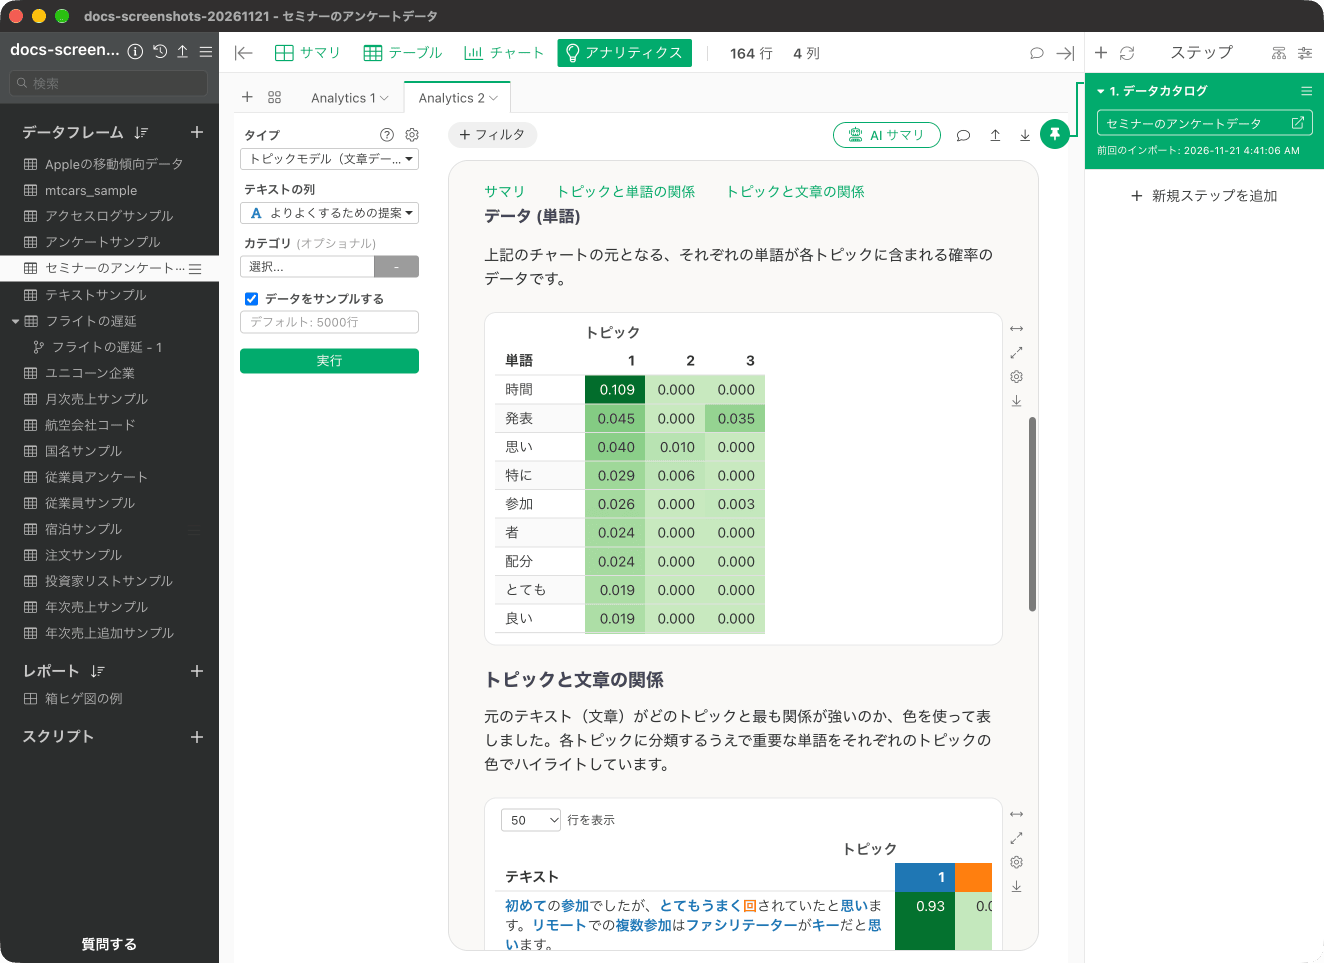 docs-screenshots-20261121 - セミナーのアンケートデータ
docs-screen...
検索
データフレーム
Appleの移動傾向データ
mtcars_sample
アクセスログサンプル
アンケートサンプル
セミナーのアンケート...
テキストサンプル
フライトの遅延
フライトの遅延 - 1
ユニコーン企業
月次売上サンプル
航空会社コード
国名サンプル
従業員アンケート
従業員サンプル
宿泊サンプル
注文サンプル
投資家リストサンプル
年次売上サンプル
年次売上追加サンプル
レポート
箱ヒゲ図の例
スクリプト
質問する
サマリ テーブル チャート アナリティクス 164 行 4 列
Analytics 1 Analytics 2
タイプ
トピックモデル（文章デー...
テキストの列
A よりよくするための提案
カテゴリ (オプショナル)
選択... -
データをサンプルする
デフォルト: 5000行
実行
フィルタ
AI サマリ
サマリ トピックと単語の関係 トピックと文章の関係
データ (単語)
上記のチャートの元となる、それぞれの単語が各トピックに含まれる確率の
データです。
トピック
単語 1 2 3
時間 0.109 0.000 0.000
発表 0.045 0.000 0.035
思い 0.040 0.010 0.000
特に 0.029 0.006 0.000
参加 0.026 0.000 0.003
者 0.024 0.000 0.000
配分 0.024 0.000 0.000
とても 0.019 0.000 0.000
良い 0.019 0.000 0.000
トピックと文章の関係
元のテキスト（文章）がどのトピックと最も関係が強いのか、色を使って表
しました。各トピックに分類するうえで重要な単語をそれぞれのトピックの
色でハイライトしています。
50 行を表示
トピック
テキスト 1
初めての参加でしたが、とてもうまく回されていたと思いま
す。リモートでの複数参加はファシリテーターがキーだと思
います。
0.93
ステップ
1. データカタログ
セミナーのアンケートデータ
前回のインポート: 2026-11-21 4:41:06 AM
新規ステップを追加